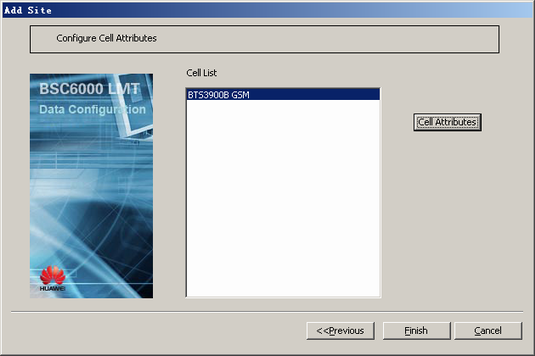 Add Site
Configure Cell Attributes
BSC6000 LMT
Data Configuration
HUAWEI
Cell List
BTS3900B GSM
Cell Attributes
<<Previous
Finish
Cancel